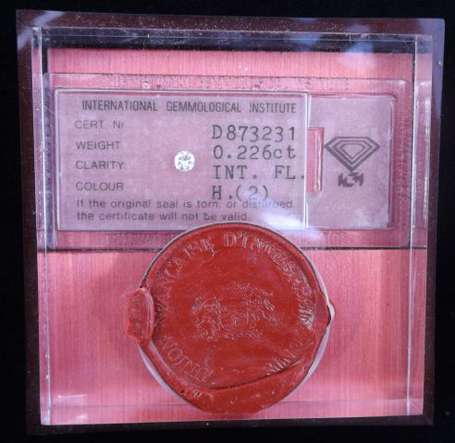 INTERNATIONAL GEMMOLOGICAL INSTITUTE
CERT. Nr D873231
WEIGHT: 0.226ct
CLARITY: INT. FL.
COLOUR H.(2)
If the original seal is torn, or distorted
the certificate will not be valid.